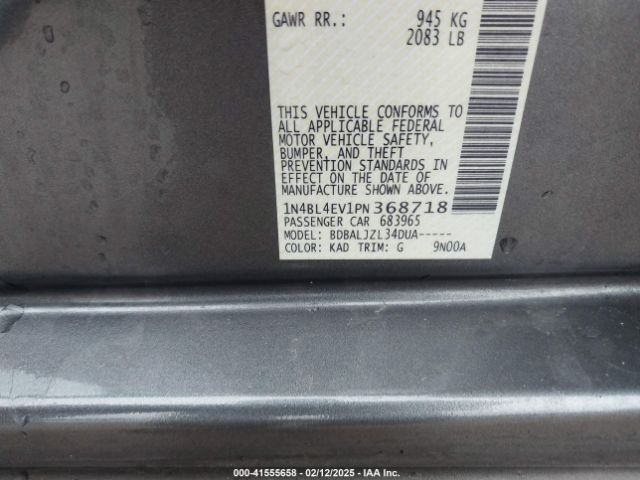 GAWR RR.: 945 KG
2083 LB
THIS VEHICLE CONFORMS TO
ALL APPLICABLE FEDERAL
MOTOR VEHICLE SAFETY,
BUMPER, AND THEFT
PREVENTION STANDARDS IN
EFFECT ON THE DATE OF
MANUFACTURE SHOWN ABOVE.
1N4BL4EV1PN368718
PASSENGER CAR 683965
MODEL: BDBALJZL34DUA-----
COLOR: KAD TRIM: G 9N00A
00-41555658 - 02/12/2025 - IAA Inc.